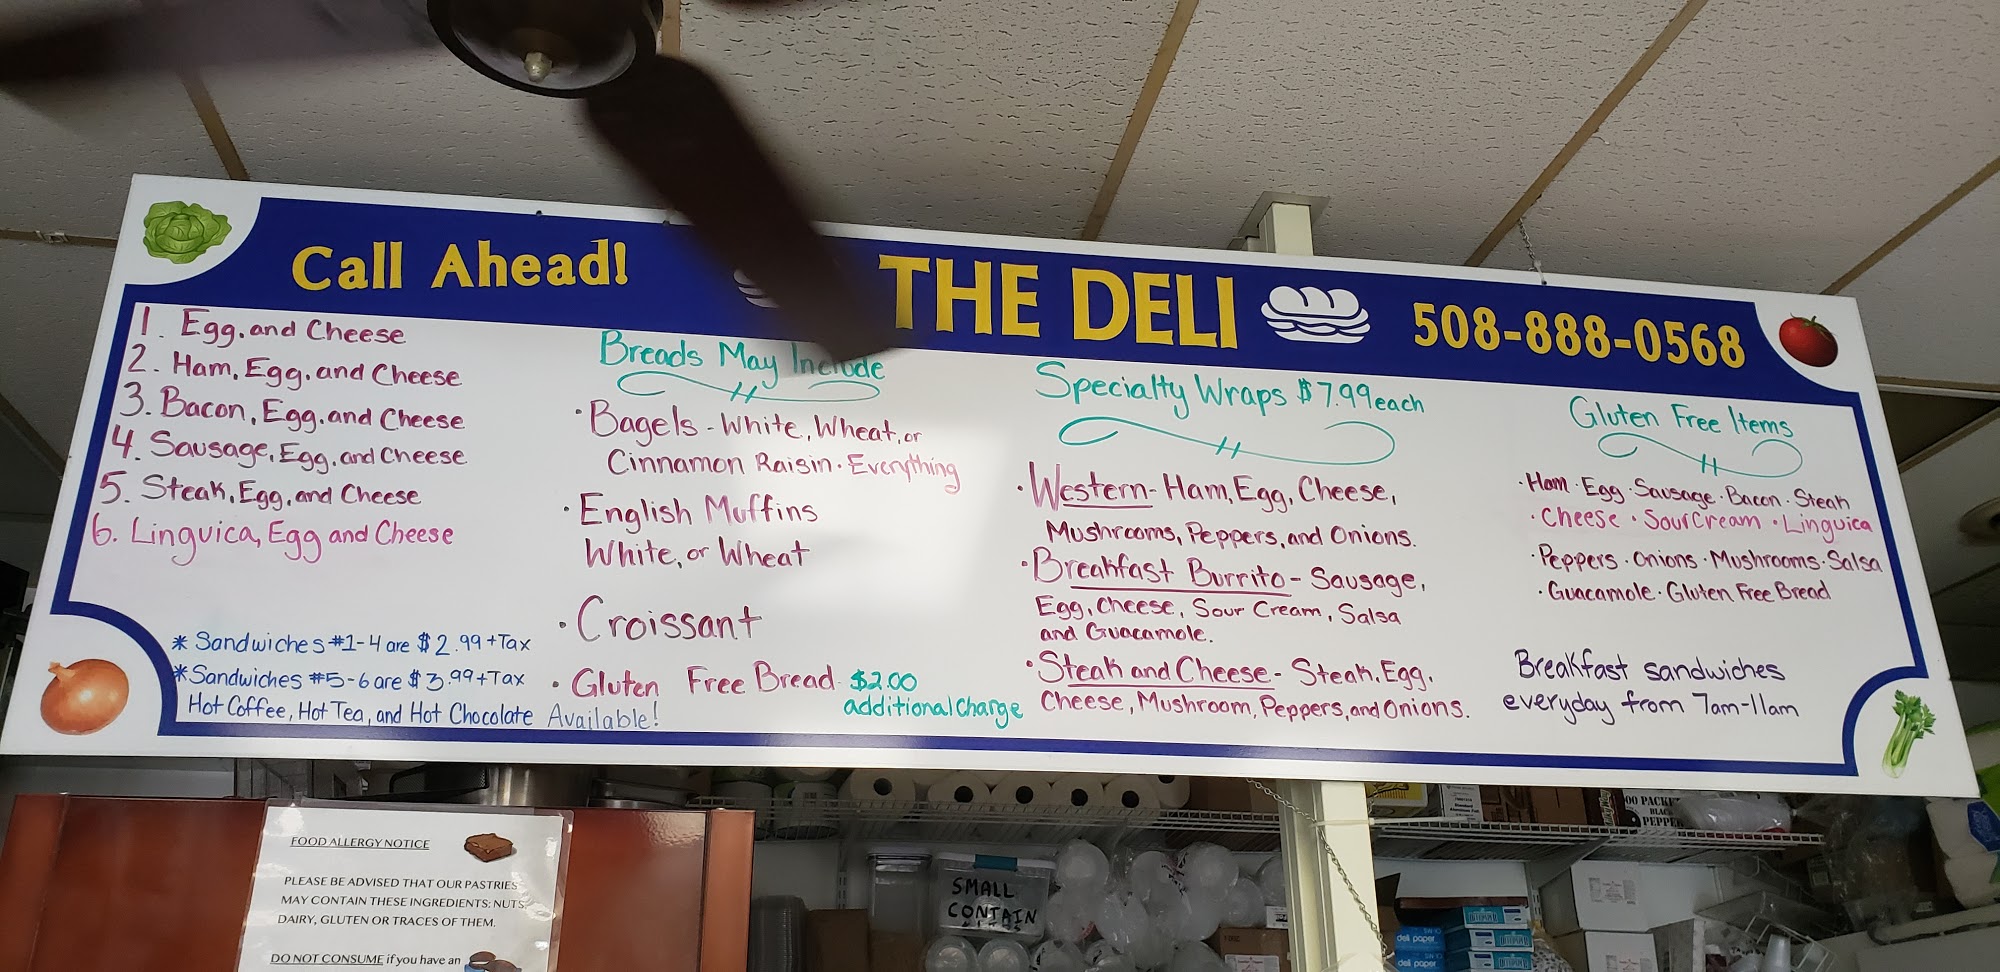 Call Ahead!
THE DELI
508-888-0568
1. Egg, and Cheese
2. Ham, Egg, and Cheese
3. Bacon, Egg, and Cheese
4. Sausage, Egg, and Cheese
5. Steak, Egg, and Cheese
6. Linguica, Egg and Cheese
* Sandwiches #1-4 are $2.99 + Tax
* Sandwiches #5-6 are $3.99 + Tax
Hot Coffee, Hot Tea, and Hot Chocolate Available!
Breads May Include
· Bagels - White, Wheat, or
Cinnamon Raisin · Everything
· English Muffins
White, or Wheat
· Croissant
· Gluten Free Bread $2.00
additional charge
Specialty Wraps $7.99 each
· Western - Ham, Egg, Cheese,
Mushrooms, Peppers, and Onions.
· Breakfast Burrito - Sausage,
Egg, Cheese, Sour Cream, Salsa
and Guacamole.
· Steak and Cheese - Steak, Egg,
Cheese, Mushroom, Peppers, and Onions.
Gluten Free Items
· Ham · Egg · Sausage · Bacon · Steak
· Cheese · Sour Cream · Linguica
· Peppers · Onions · Mushrooms · Salsa
· Guacamole · Gluten Free Bread
Breakfast sandwiches
everyday from 7am-11am
FOOD ALLERGY NOTICE
PLEASE BE ADVISED THAT OUR PASTRIES
MAY CONTAIN THESE INGREDIENTS: NUTS,
DAIRY, GLUTEN OR TRACES OF THEM.
DO NOT CONSUME if you have an
SMALL
CONTAIN
BLACK
PEPPER
deli paper
deli paper